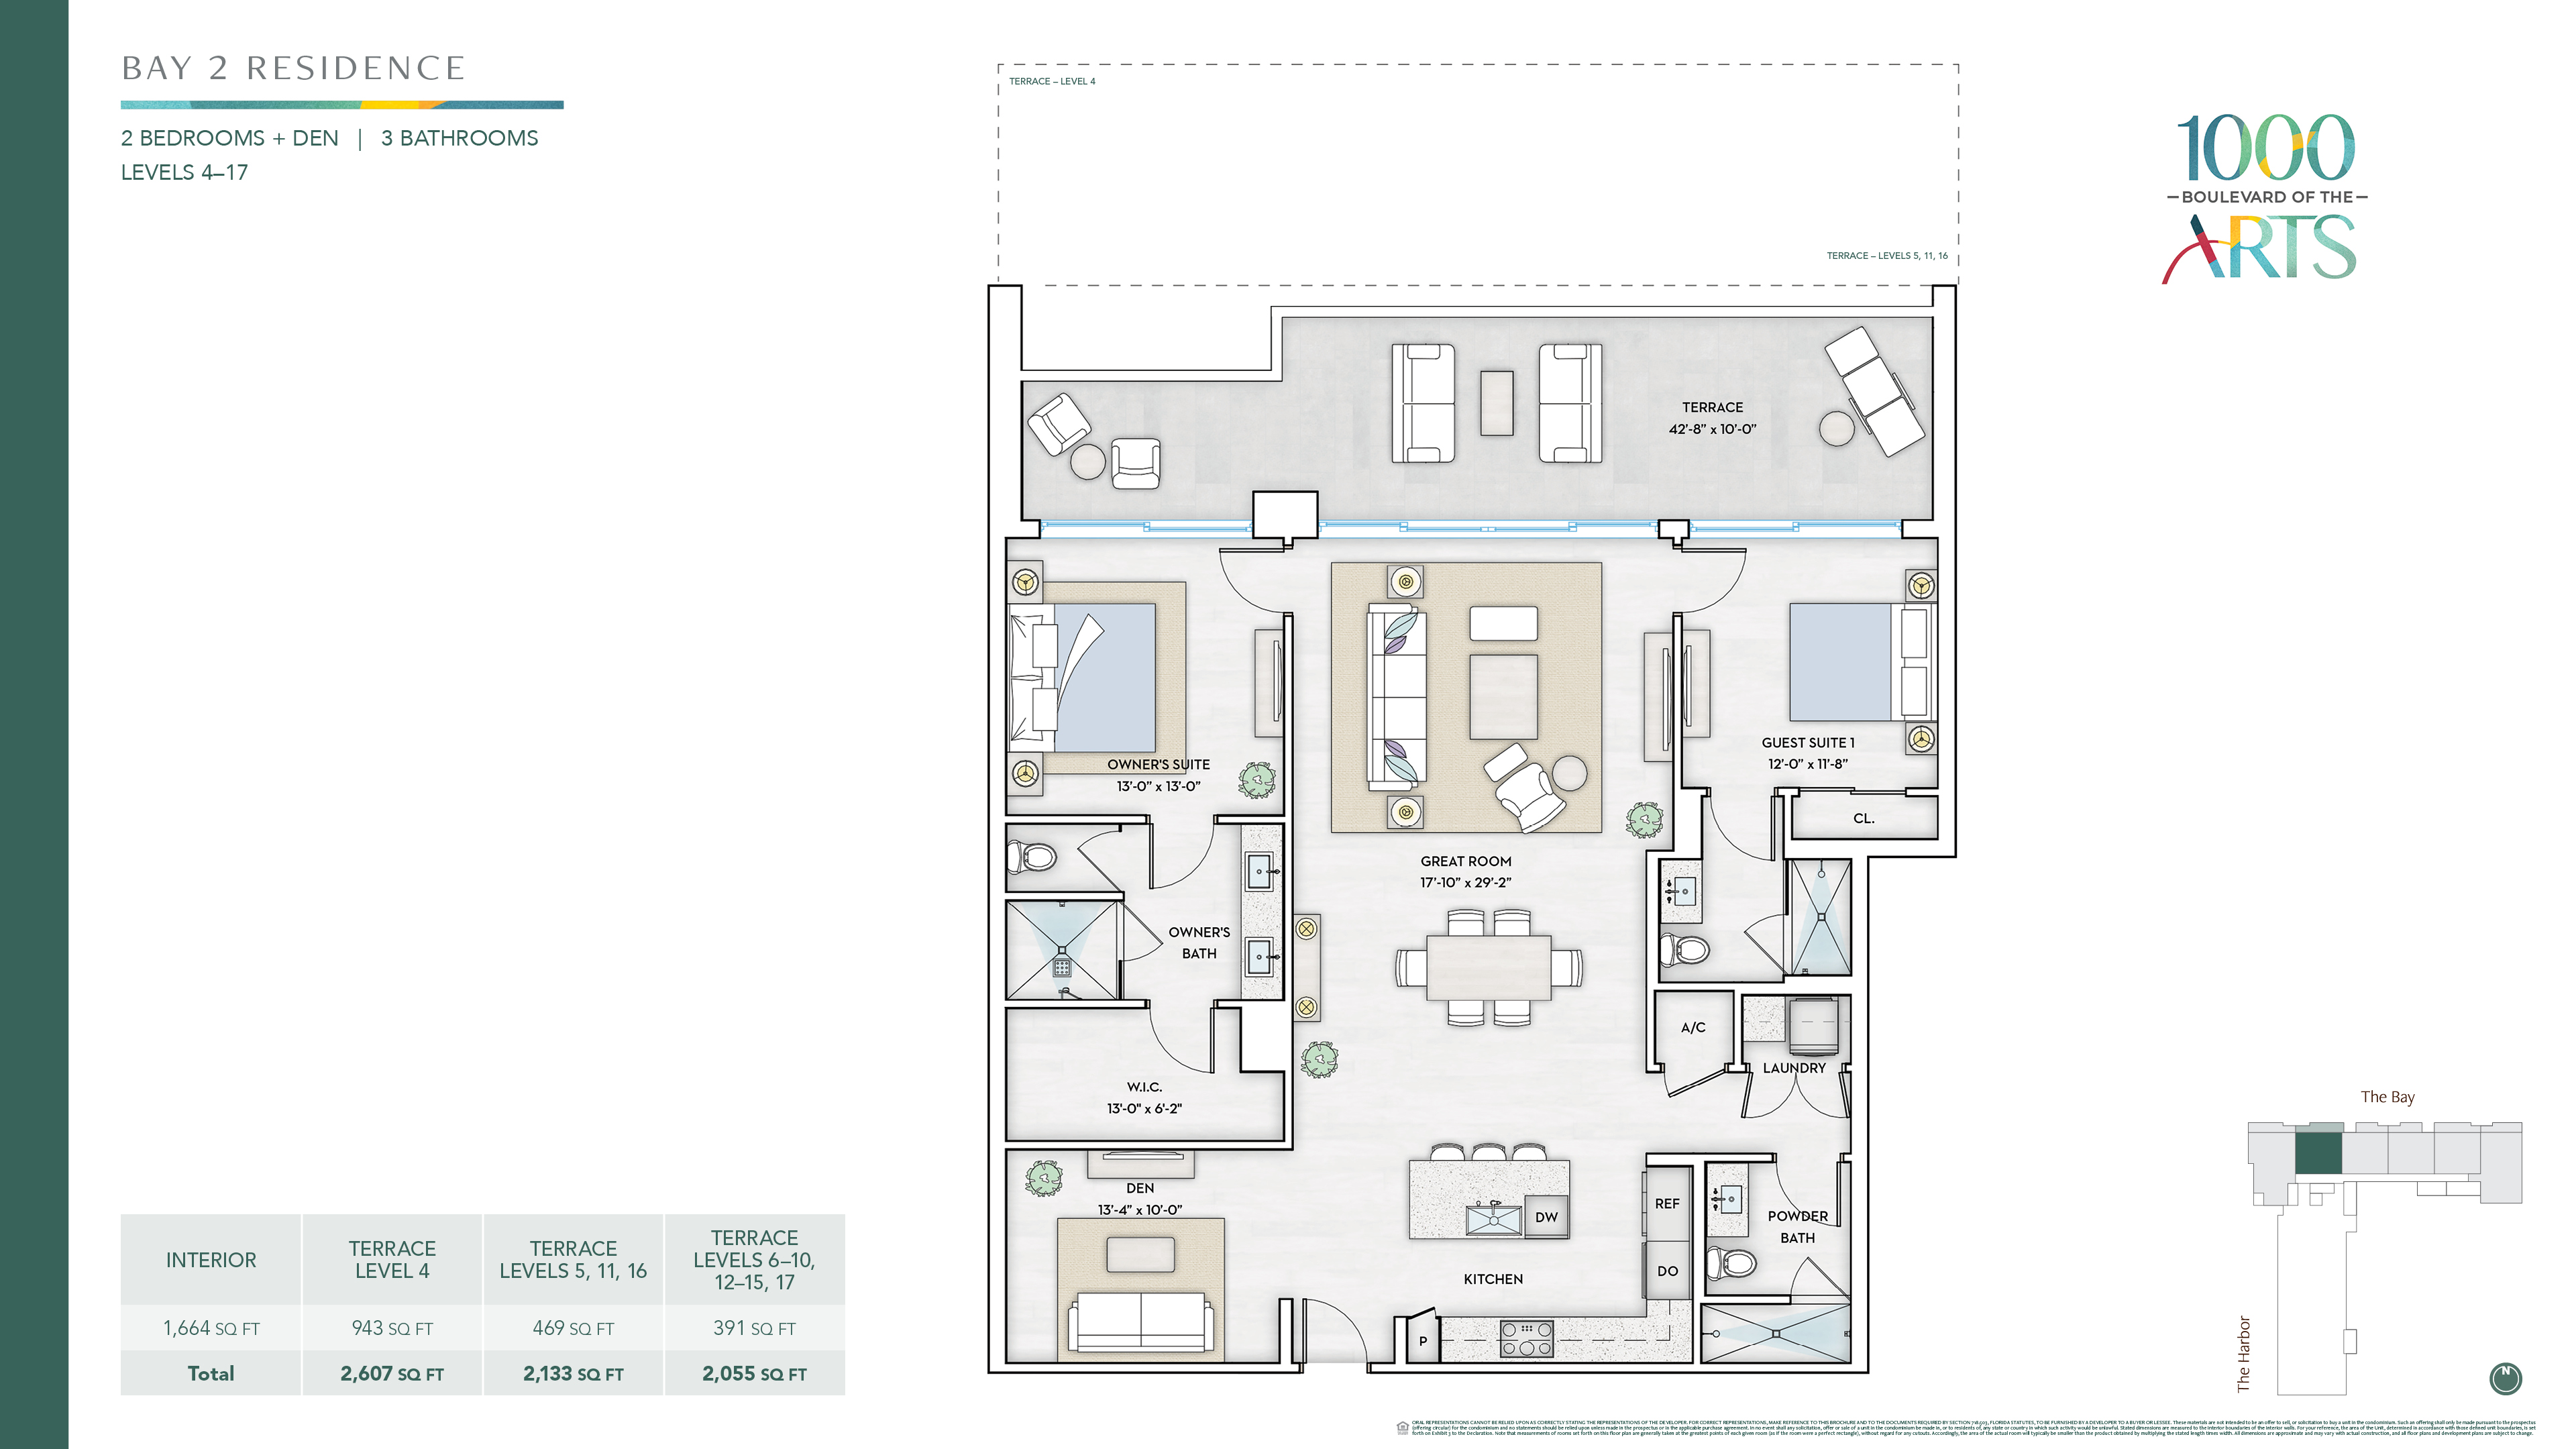 BAY 2 RESIDENCE
2 BEDROOMS + DEN | 3 BATHROOMS
LEVELS 4–17
TERRACE – LEVEL 4
TERRACE – LEVELS 5, 11, 16
1000
BOULEVARD OF THE
ARTS
TERRACE
42'-8" x 10'-0"
OWNER'S SUITE
13'-0" x 13'-0"
GUEST SUITE 1
12'-0" x 11'-8"
CL.
GREAT ROOM
17'-10" x 29'-2"
OWNER'S
BATH
A/C
LAUNDRY
W.I.C.
13'-0" x 6'-2"
DEN
13'-4" x 10'-0"
REF
DW
POWDER
BATH
DO
KITCHEN
P
INTERIOR
TERRACE
LEVEL 4
TERRACE
LEVELS 5, 11, 16
TERRACE
LEVELS 6–10,
12–15, 17
1,664 SQ FT
943 SQ FT
469 SQ FT
391 SQ FT
Total
2,607 SQ FT
2,133 SQ FT
2,055 SQ FT
The Bay
The Harbor
N